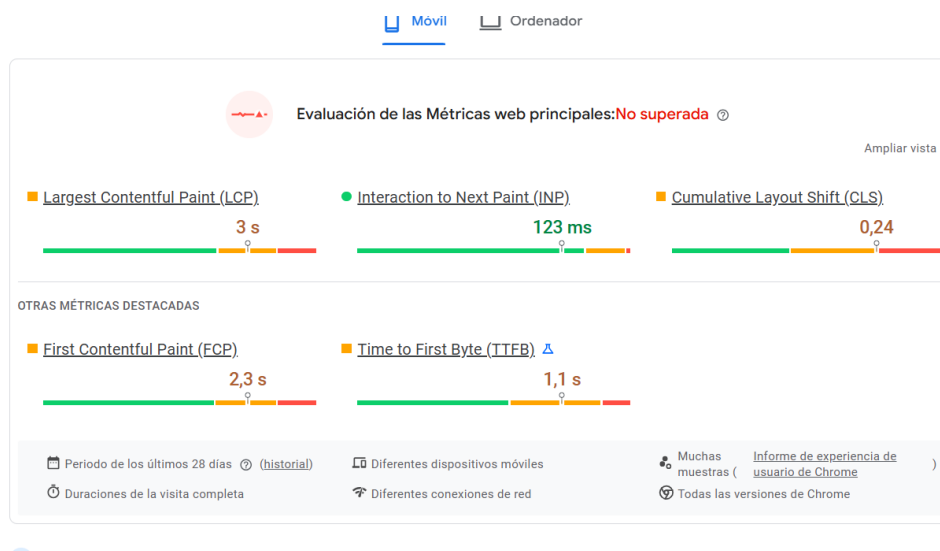 Móvil
Ordenador
Evaluación de las Métricas web principales:No superada
Ampliar vista
Largest Contentful Paint (LCP)
3 s
Interaction to Next Paint (INP)
123 ms
Cumulative Layout Shift (CLS)
0,24
OTRAS MÉTRICAS DESTACADAS
First Contentful Paint (FCP)
2,3 s
Time to First Byte (TTFB)
1,1 s
Periodo de los últimos 28 días (historial)
Diferentes dispositivos móviles
Muchas muestras ( Informe de experiencia de usuario de Chrome )
Duraciones de la visita completa
Diferentes conexiones de red
Todas las versiones de Chrome